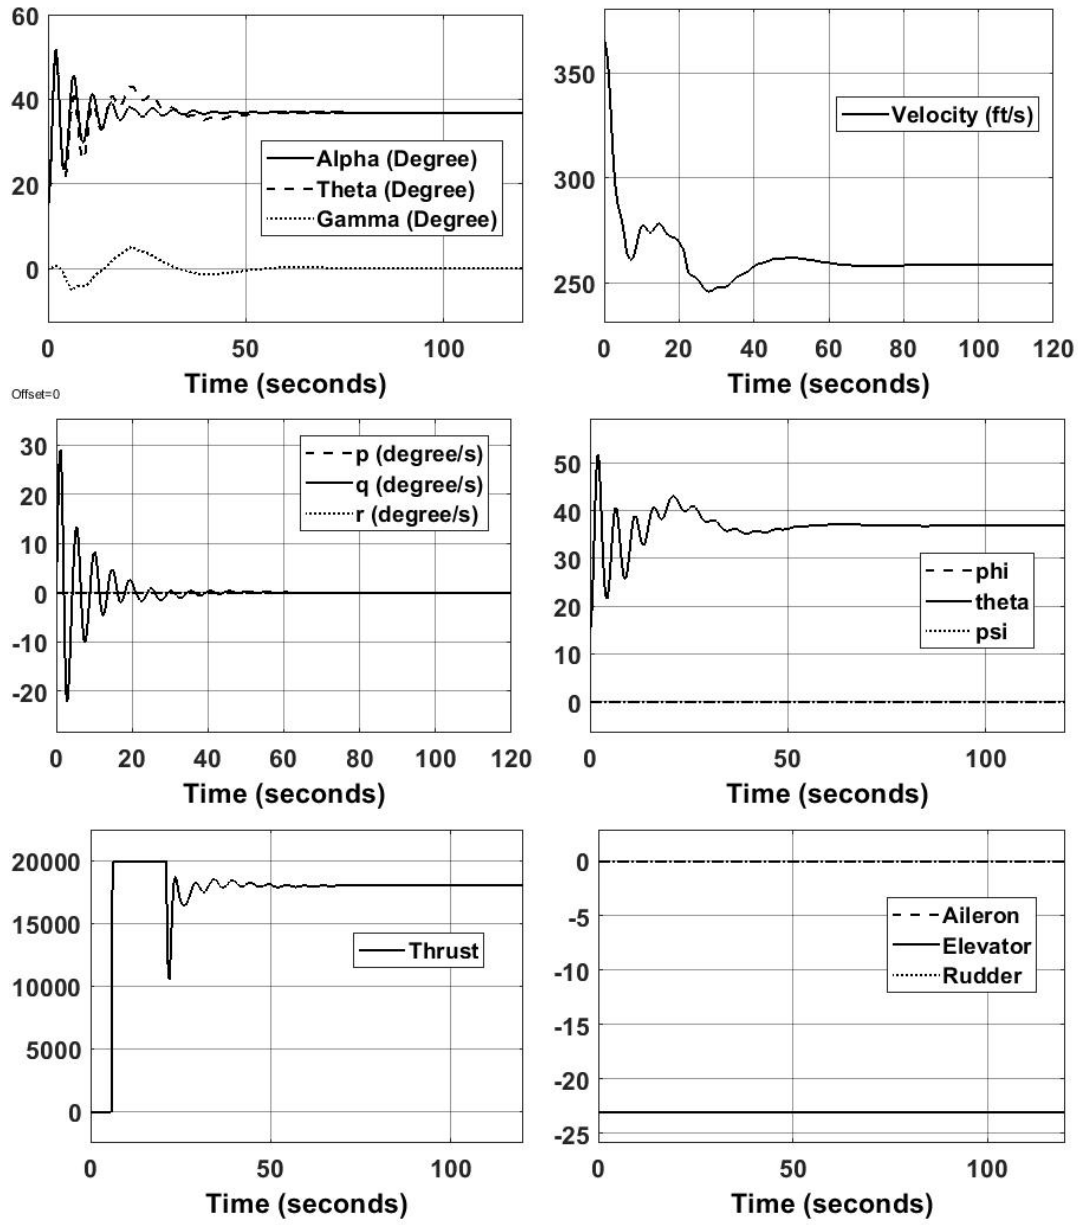 60
40
20
0
Alpha (Degree)
Theta (Degree)
Gamma (Degree)
0 50 100
Time (seconds)
Offset=0
350
300
250
Velocity (ft/s)
0 20 40 60 80 100 120
Time (seconds)
30
20
10
0
-10
-20
p (degree/s)
q (degree/s)
r (degree/s)
0 20 40 60 80 100 120
Time (seconds)
50
40
30
20
10
0
phi
theta
psi
0 50 100
Time (seconds)
20000
15000
10000
5000
0
Thrust
0 50 100
Time (seconds)
0
-5
-10
-15
-20
-25
Aileron
Elevator
Rudder
0 50 100
Time (seconds)